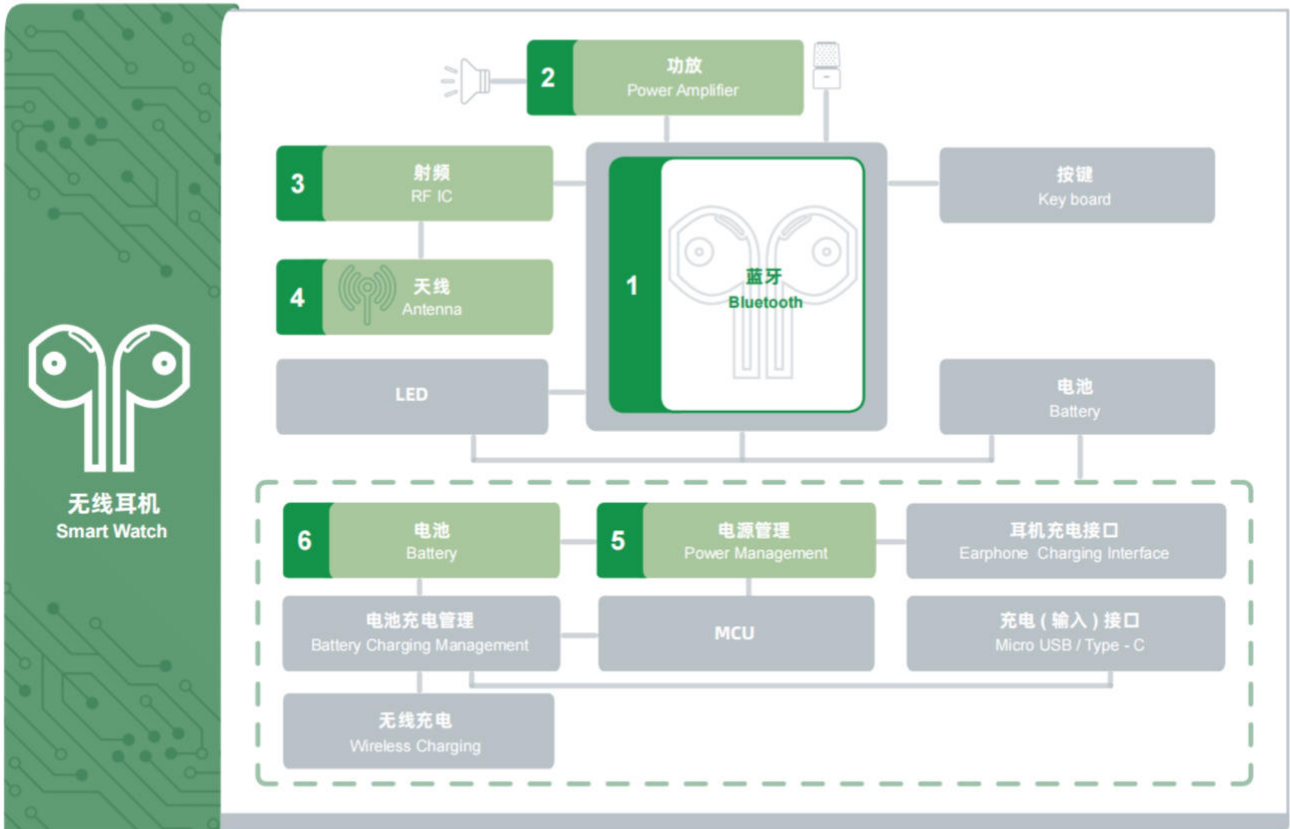 无线耳机
Smart Watch
2
功放
Power Amplifier
3
射频
RF IC
4
天线
Antenna
LED
1
蓝牙
Bluetooth
按键
Key board
电池
Battery
6
电池
Battery
5
电源管理
Power Management
耳机充电接口
Earphone Charging Interface
电池充电管理
Battery Charging Management
MCU
充电 ( 输入 ) 接口
Micro USB / Type - C
无线充电
Wireless Charging